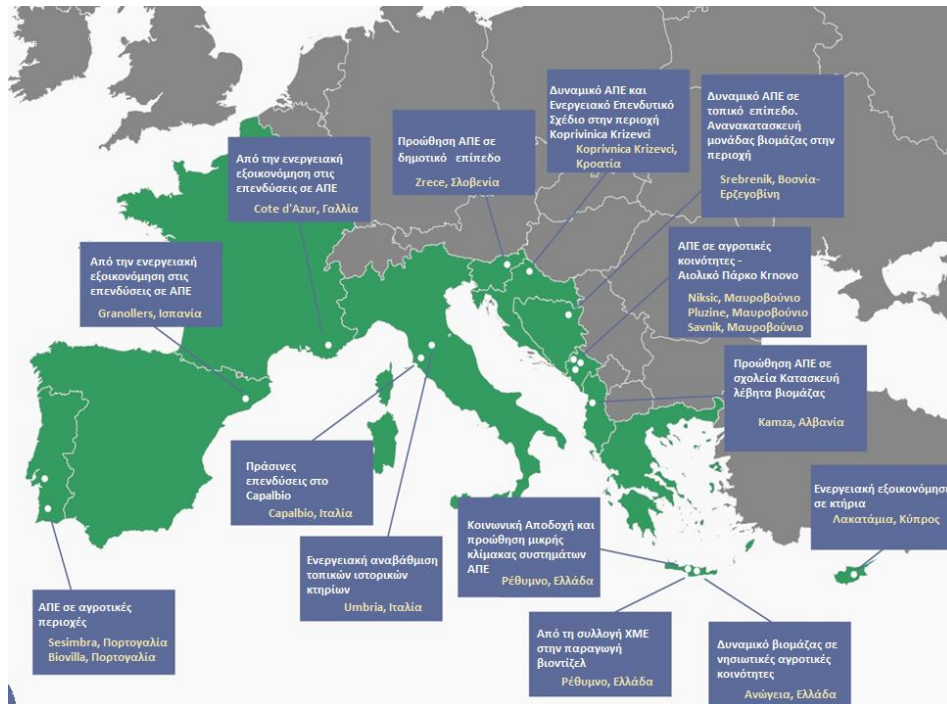 Δυναμικό ΑΠΕ και
Ενεργειακό Επενδυτικό
Σχέδιο στην περιοχή
Koprivinica Krizevci
Koprivnica Krizevci,
Κροατία
Δυναμικό ΑΠΕ σε
τοπικό επίπεδο.
Ανανακατασκευή
μονάδας βιομάζας στην
περιοχή
Srebrenik, Βοσνία-
Ερζεγοβίνη
Προώθηση ΑΠΕ σε
δημοτικό επίπεδο
Zrece, Σλοβενία
Από την ενεργειακή
εξοικονόμηση στις
επενδύσεις σε ΑΠΕ
Cote d'Azur, Γαλλία
Από την ενεργειακή
εξοικονόμηση στις
επενδύσεις σε ΑΠΕ
Granollers, Ισπανία
ΑΠΕ σε αγροτικές
κοινότητες -
Αιολικό Πάρκο Krnovo
Niksic, Μαυροβούνιο
Pluzine, Μαυροβούνιο
Savnik, Μαυροβούνιο
Προώθηση ΑΠΕ σε
σχολεία Κατασκευή
λέβητα βιομάζας
Kamza, Αλβανία
Πράσινες
επενδύσεις στο
Capalbio
Capalbio, Ιταλία
Ενεργειακή εξοικονόμηση
σε κτήρια
Λακατάμια, Κύπρος
Κοινωνική Αποδοχή και
προώθηση μικρής
κλίμακας συστημάτων
ΑΠΕ
Ρέθυμνο, Ελλάδα
Ενεργειακή αναβάθμιση
τοπικών ιστορικών
κτηρίων
Umbria, Ιταλία
ΑΠΕ σε αγροτικές
περιοχές
Sesimbra, Πορτογαλία
Biovilla, Πορτογαλία
Από τη συλλογή ΧΜΕ
στην παραγωγή
βιοντίζελ
Ρέθυμνο, Ελλάδα
Δυναμικό βιομάζας σε
νησιωτικές αγροτικές
κοινότητες
Ανώγεια, Ελλάδα